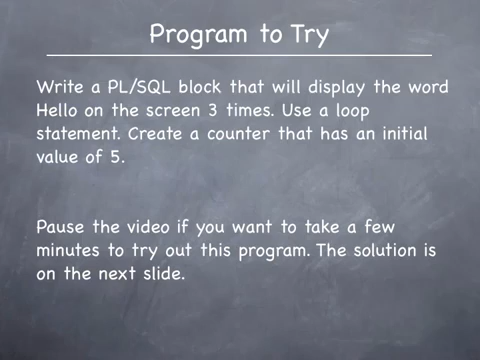 Program to Try
Write a PL/SQL block that will display the word
Hello on the screen 3 times. Use a loop
statement. Create a counter that has an initial
value of 5.
Pause the video if you want to take a few
minutes to try out this program. The solution is
on the next slide.